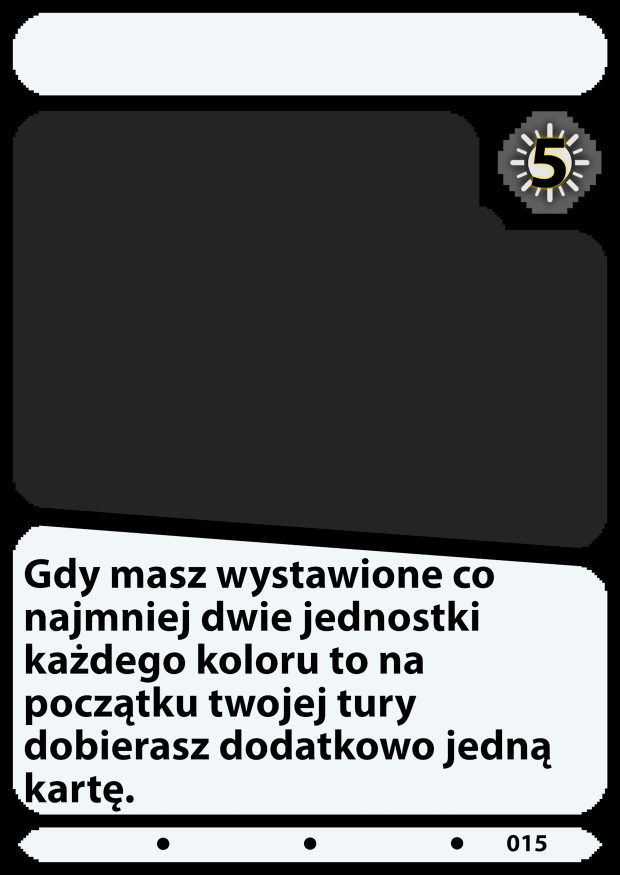 5
Gdy masz wystawione co
najmniej dwie jednostki
każdego koloru to na
początku twojej tury
dobierasz dodatkowo jedną
kartę.
015